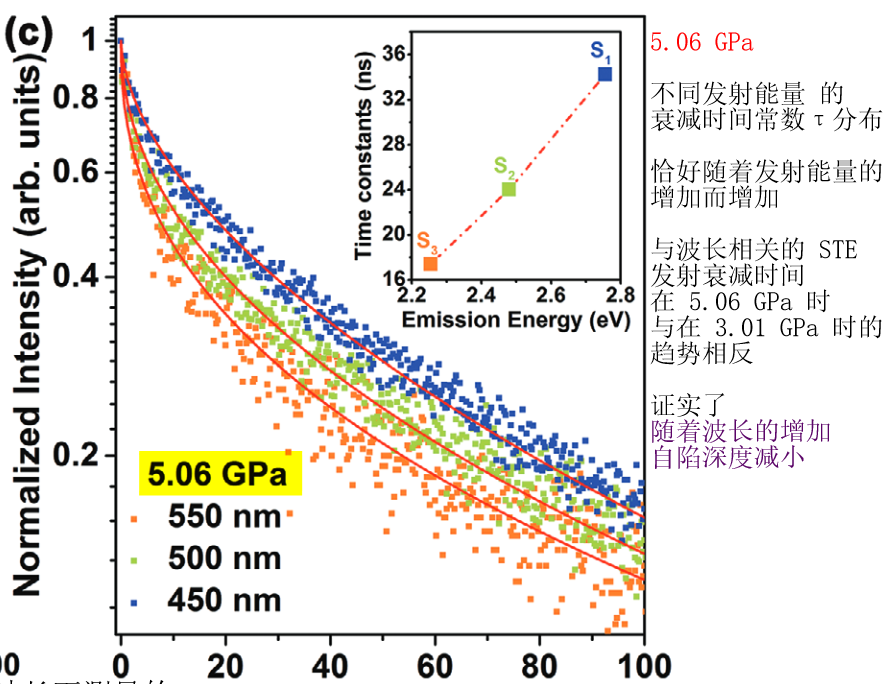 (c)
Normalized Intensity (arb. units)
1
0.8
0.6
0.4
0.2
5.06 GPa
550 nm
500 nm
450 nm
0
20
40
60
80
100
Time constants (ns)
36
32
28
24
20
16
S1
S2
S3
2.2
2.4
2.6
2.8
Emission Energy (eV)
5.06 GPa
不同发射能量 的
衰减时间常数 τ 分布
恰好随着发射能量的
增加而增加
与波长相关的 STE
发射衰减时间
在 5.06 GPa 时
与在 3.01 GPa 时的
趋势相反
证实了
随着波长的增加
自陷深度减小
00